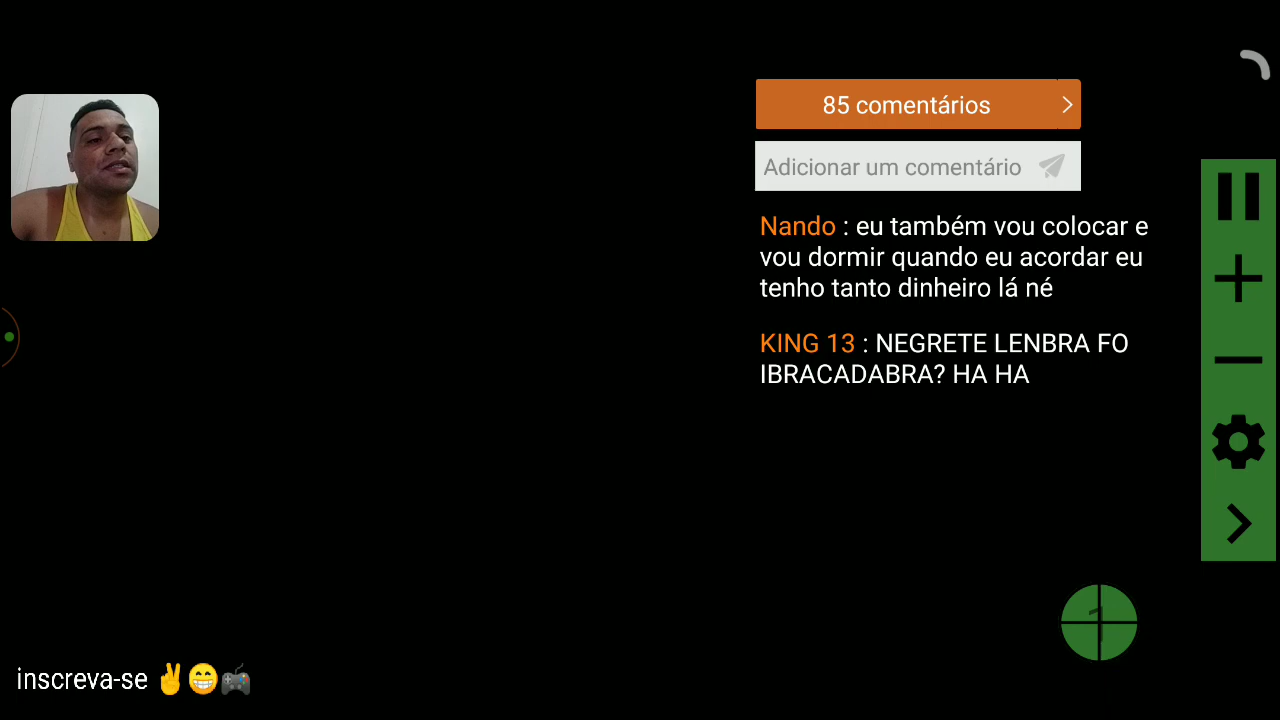 85 comentários
Adicionar um comentário
Nando : eu também vou colocar e
vou dormir quando eu acordar eu
tenho tanto dinheiro lá né
KING 13 : NEGRETE LENBRA FO
IBRACADABRA? HA HA
1
inscreva-se ✌😁🎮